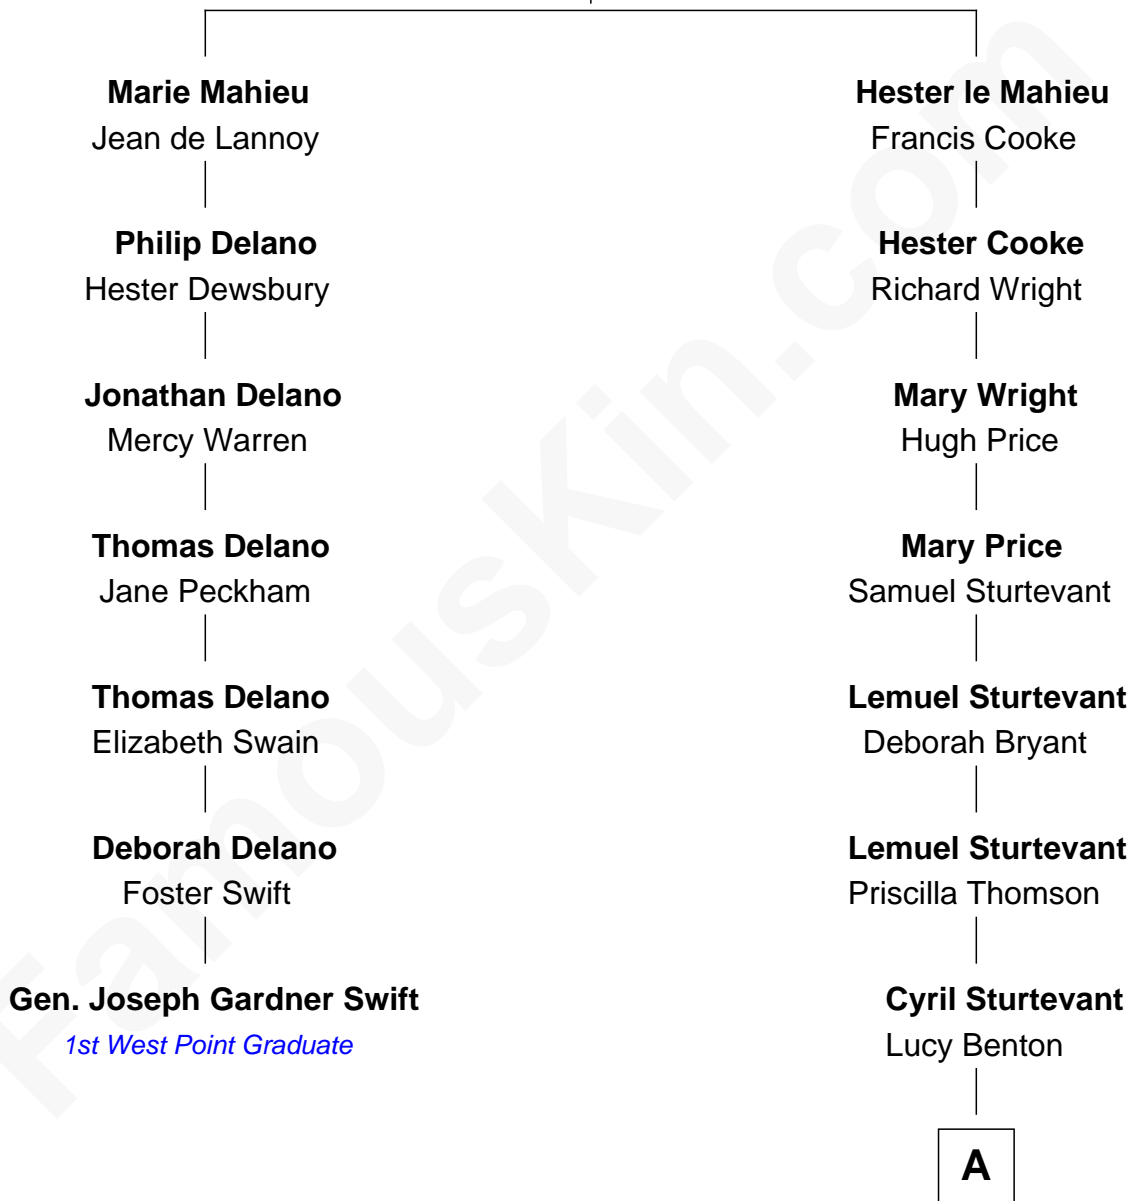 Marie Mahieu
Jean de Lannoy
Philip Delano
Hester Dewsbury
Jonathan Delano
Mercy Warren
Thomas Delano
Jane Peckham
Thomas Delano
Elizabeth Swain
Deborah Delano
Foster Swift
Gen. Joseph Gardner Swift
1st West Point Graduate
Hester le Mahieu
Francis Cooke
Hester Cooke
Richard Wright
Mary Wright
Hugh Price
Mary Price
Samuel Sturtevant
Lemuel Sturtevant
Deborah Bryant
Lemuel Sturtevant
Priscilla Thomson
Cyril Sturtevant
Lucy Benton
A
FamousKin.com